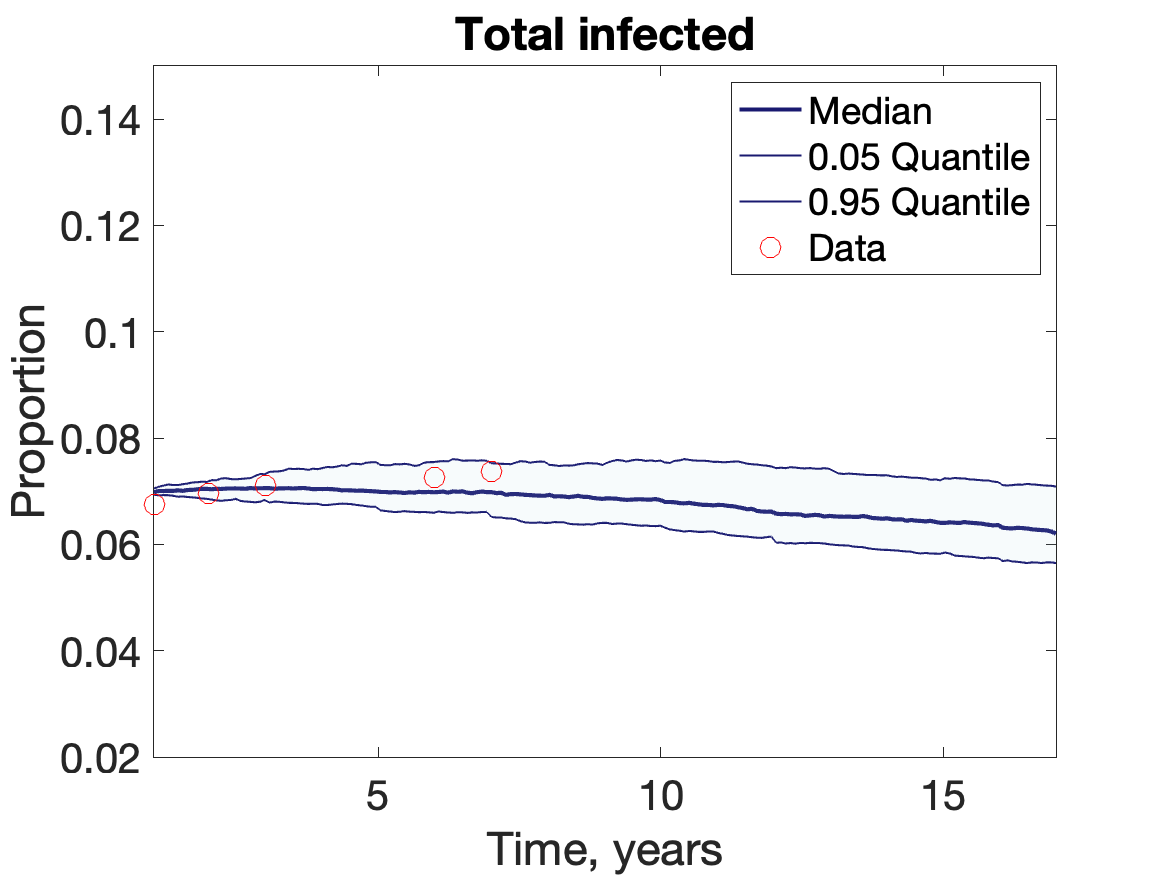 Total infected
Median
0.05 Quantile
0.95 Quantile
Data
Proportion
0.14
0.12
0.1
0.08
0.06
0.04
0.02
5
10
15
Time, years